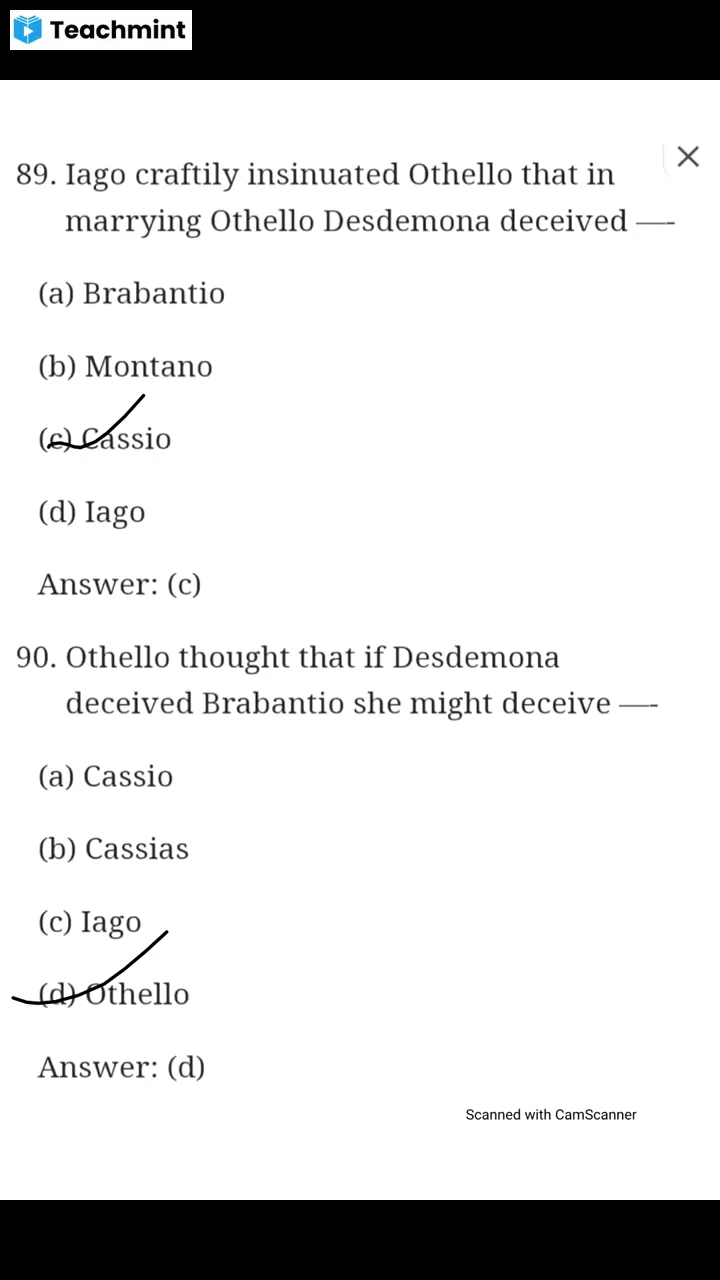 Teachmint
89. Iago craftily insinuated Othello that in
marrying Othello Desdemona deceived —-
(a) Brabantio
(b) Montano
(c) Cassio
(d) Iago
Answer: (c)
90. Othello thought that if Desdemona
deceived Brabantio she might deceive —-
(a) Cassio
(b) Cassias
(c) Iago
(d) Othello
Answer: (d)
Scanned with CamScanner